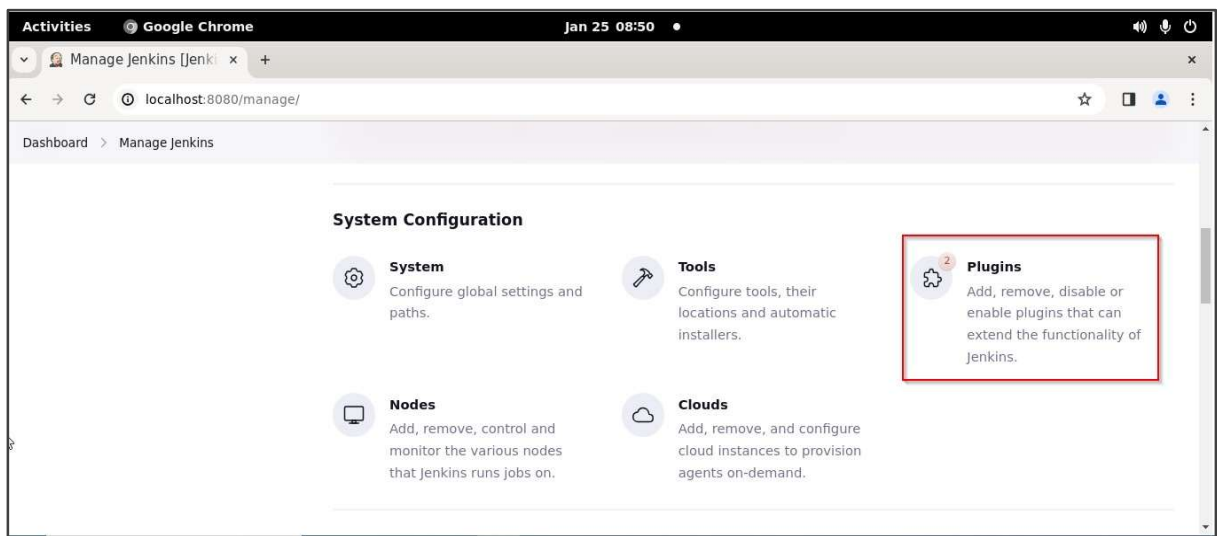 Activities Google Chrome Jan 25 08:50
Manage Jenkins [Jenki
localhost:8080/manage/
Dashboard > Manage Jenkins
System Configuration
System
Configure global settings and
paths.
Tools
Configure tools, their
locations and automatic
installers.
2
Plugins
Add, remove, disable or
enable plugins that can
extend the functionality of
Jenkins.
Nodes
Add, remove, control and
monitor the various nodes
that Jenkins runs jobs on.
Clouds
Add, remove, and configure
cloud instances to provision
agents on-demand.